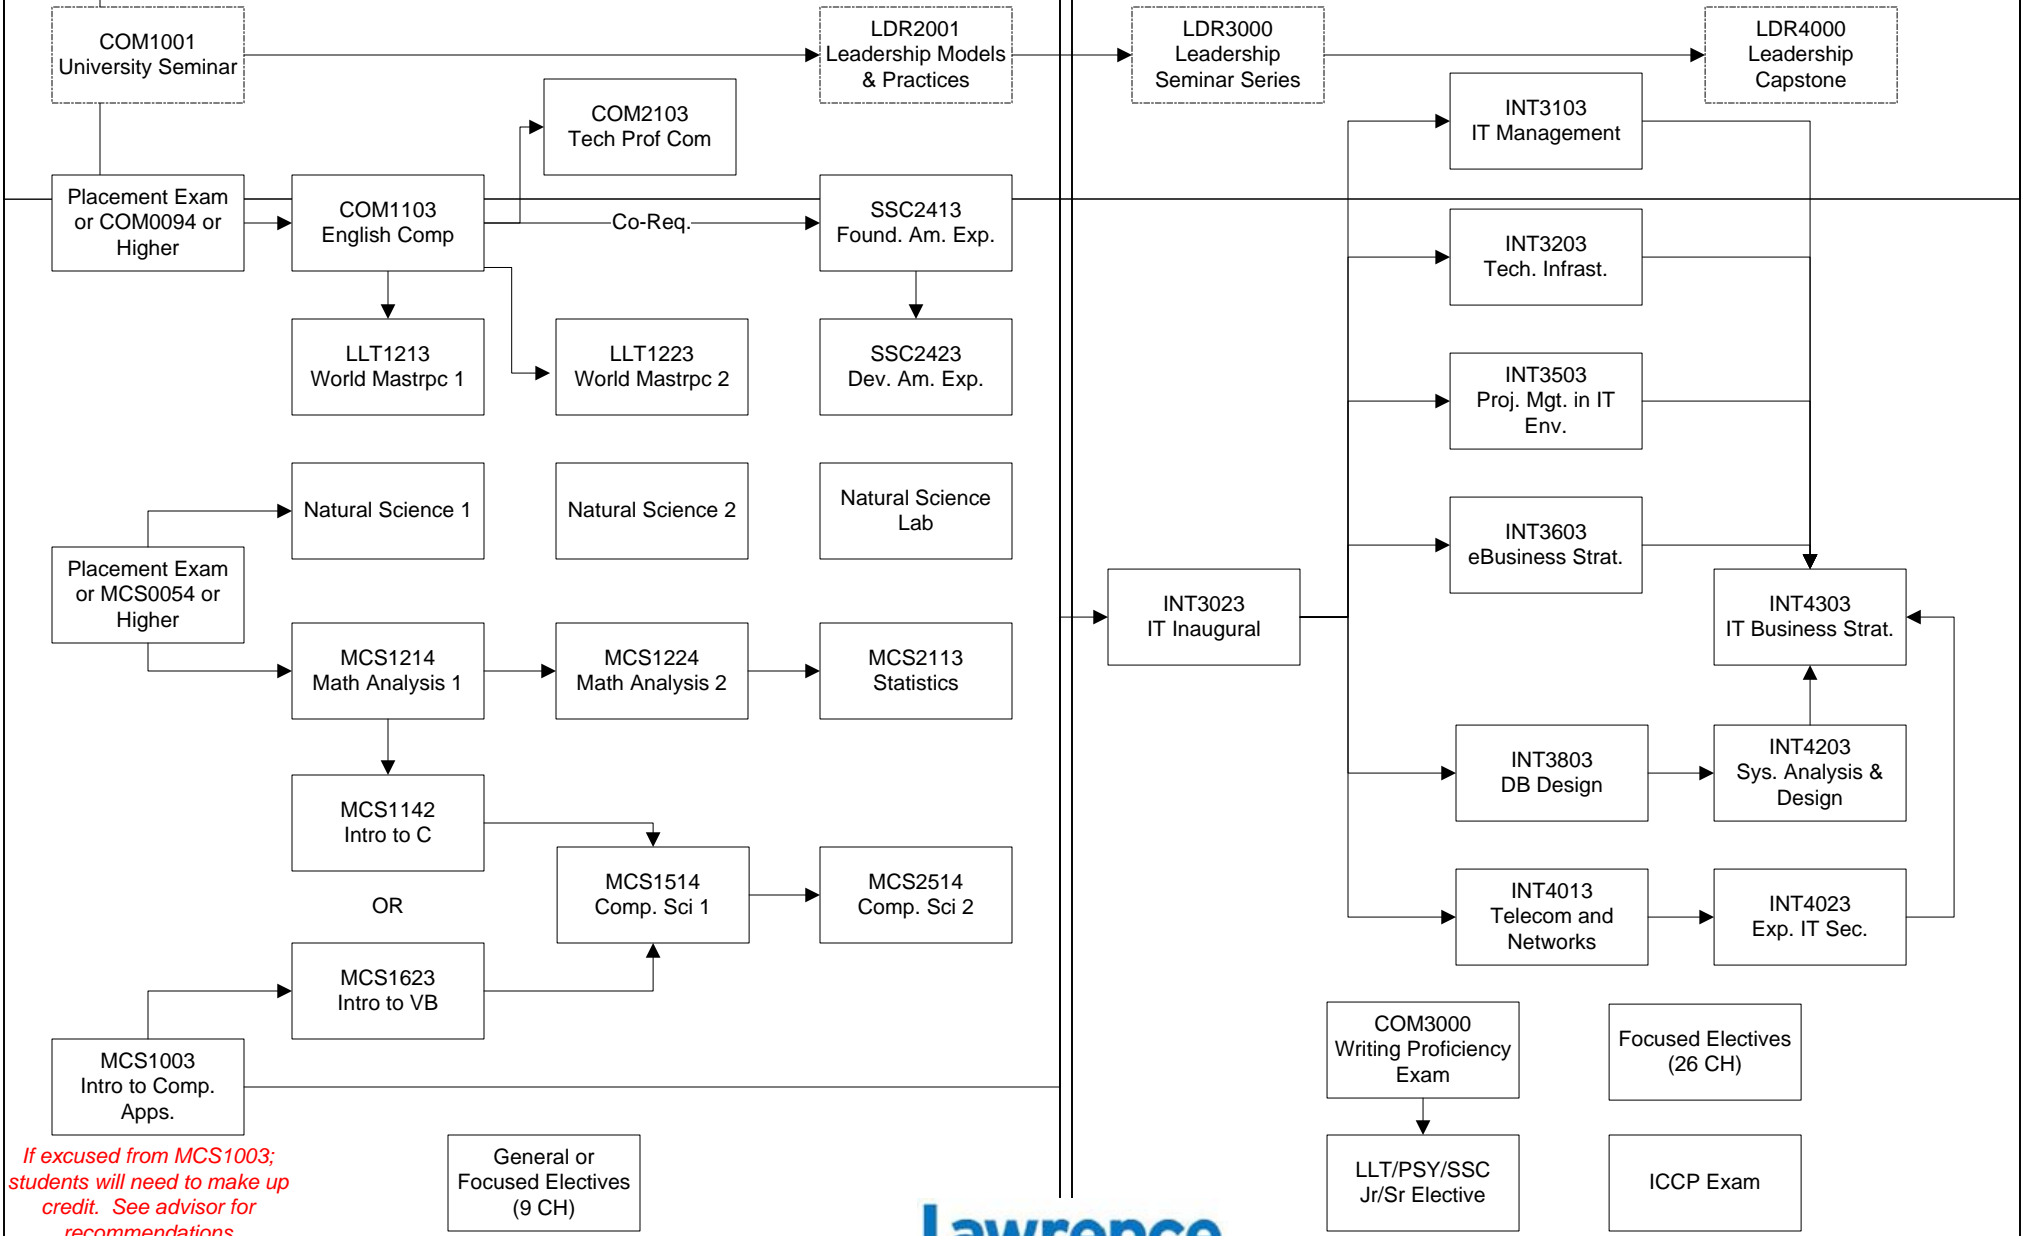 COM1001
University Seminar
LDR2001
Leadership Models
& Practices
LDR3000
Leadership
Seminar Series
LDR4000
Leadership
Capstone
COM2103
Tech Prof Com
INT3103
IT Management
Placement Exam
or COM0094 or
Higher
COM1103
English Comp
Co-Req.
SSC2413
Found. Am. Exp.
INT3203
Tech. Infrast.
LLT1213
World Mastrpc 1
LLT1223
World Mastrpc 2
SSC2423
Dev. Am. Exp.
INT3503
Proj. Mgt. in IT
Env.
Natural Science 1
Natural Science 2
Natural Science
Lab
INT3603
eBusiness Strat.
Placement Exam
or MCS0054 or
Higher
INT3023
IT Inaugural
INT4303
IT Business Strat.
MCS1214
Math Analysis 1
MCS1224
Math Analysis 2
MCS2113
Statistics
INT3803
DB Design
INT4203
Sys. Analysis &
Design
MCS1142
Intro to C
OR
MCS1514
Comp. Sci 1
MCS2514
Comp. Sci 2
INT4013
Telecom and
Networks
INT4023
Exp. IT Sec.
MCS1623
Intro to VB
COM3000
Writing Proficiency
Exam
Focused Electives
(26 CH)
MCS1003
Intro to Comp.
Apps.
If excused from MCS1003;
students will need to make up
credit. See advisor for
recommendations
General or
Focused Electives
(9 CH)
LLT/PSY/SSC
Jr/Sr Elective
ICCP Exam
Lawrence